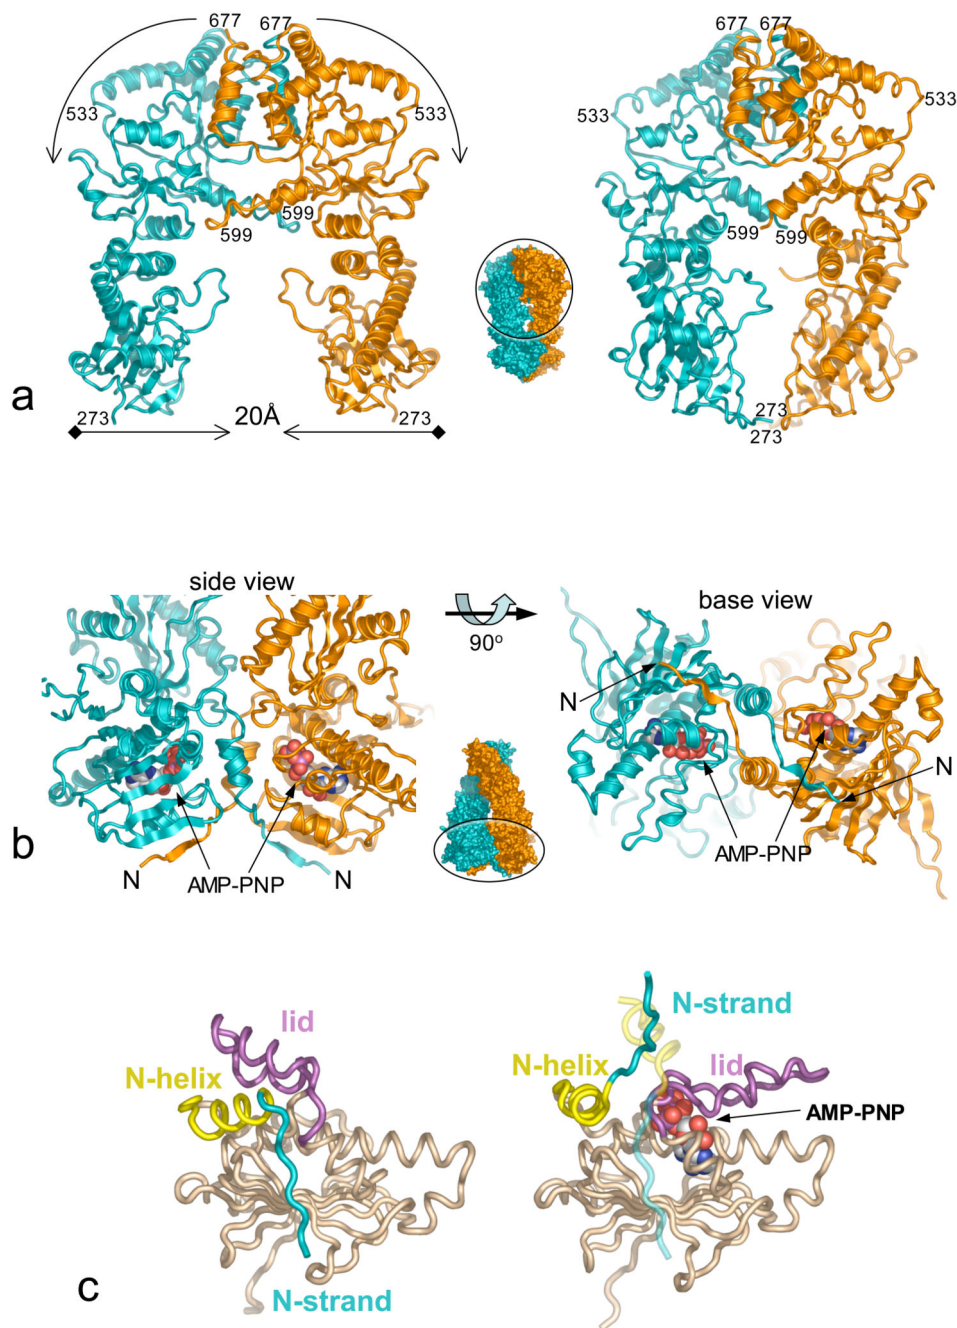 677 677
533 533
599
599
273 20Å 273
a
677 677
533 533
599 599
273
273
side view
90°
base view
N N
AMP-PNP
b
N
N
AMP-PNP
lid
N-helix
N-strand
c
N-strand
N-helix
lid
AMP-PNP